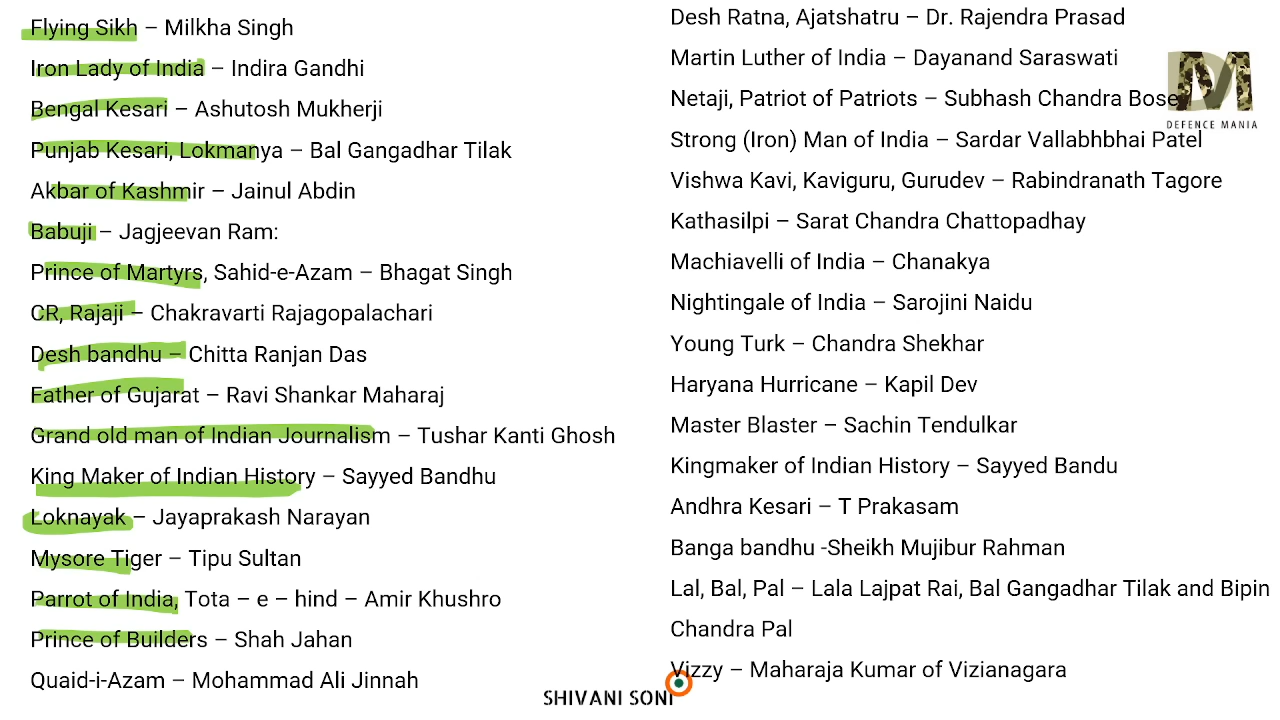 Flying Sikh – Milkha Singh
Iron Lady of India – Indira Gandhi
Bengal Kesari – Ashutosh Mukherji
Punjab Kesari, Lokmanya – Bal Gangadhar Tilak
Akbar of Kashmir – Jainul Abdin
Babuji – Jagjeevan Ram:
Prince of Martyrs, Sahid-e-Azam – Bhagat Singh
CR, Rajaji – Chakravarti Rajagopalachari
Desh bandhu – Chitta Ranjan Das
Father of Gujarat – Ravi Shankar Maharaj
Grand old man of Indian Journalism – Tushar Kanti Ghosh
King Maker of Indian History – Sayyed Bandhu
Loknayak – Jayaprakash Narayan
Mysore Tiger – Tipu Sultan
Parrot of India, Tota – e – hind – Amir Khushro
Prince of Builders – Shah Jahan
Quaid-i-Azam – Mohammad Ali Jinnah
Desh Ratna, Ajatshatru – Dr. Rajendra Prasad
Martin Luther of India – Dayanand Saraswati
Netaji, Patriot of Patriots – Subhash Chandra Bose
Strong (Iron) Man of India – Sardar Vallabhbhai Patel
Vishwa Kavi, Kaviguru, Gurudev – Rabindranath Tagore
Kathasilpi – Sarat Chandra Chattopadhay
Machiavelli of India – Chanakya
Nightingale of India – Sarojini Naidu
Young Turk – Chandra Shekhar
Haryana Hurricane – Kapil Dev
Master Blaster – Sachin Tendulkar
Kingmaker of Indian History – Sayyed Bandu
Andhra Kesari – T Prakasam
Banga bandhu -Sheikh Mujibur Rahman
Lal, Bal, Pal – Lala Lajpat Rai, Bal Gangadhar Tilak and Bipin
Chandra Pal
Vizzy – Maharaja Kumar of Vizianagara
DM
DEFENCE MANIA
SHIVANI SONI